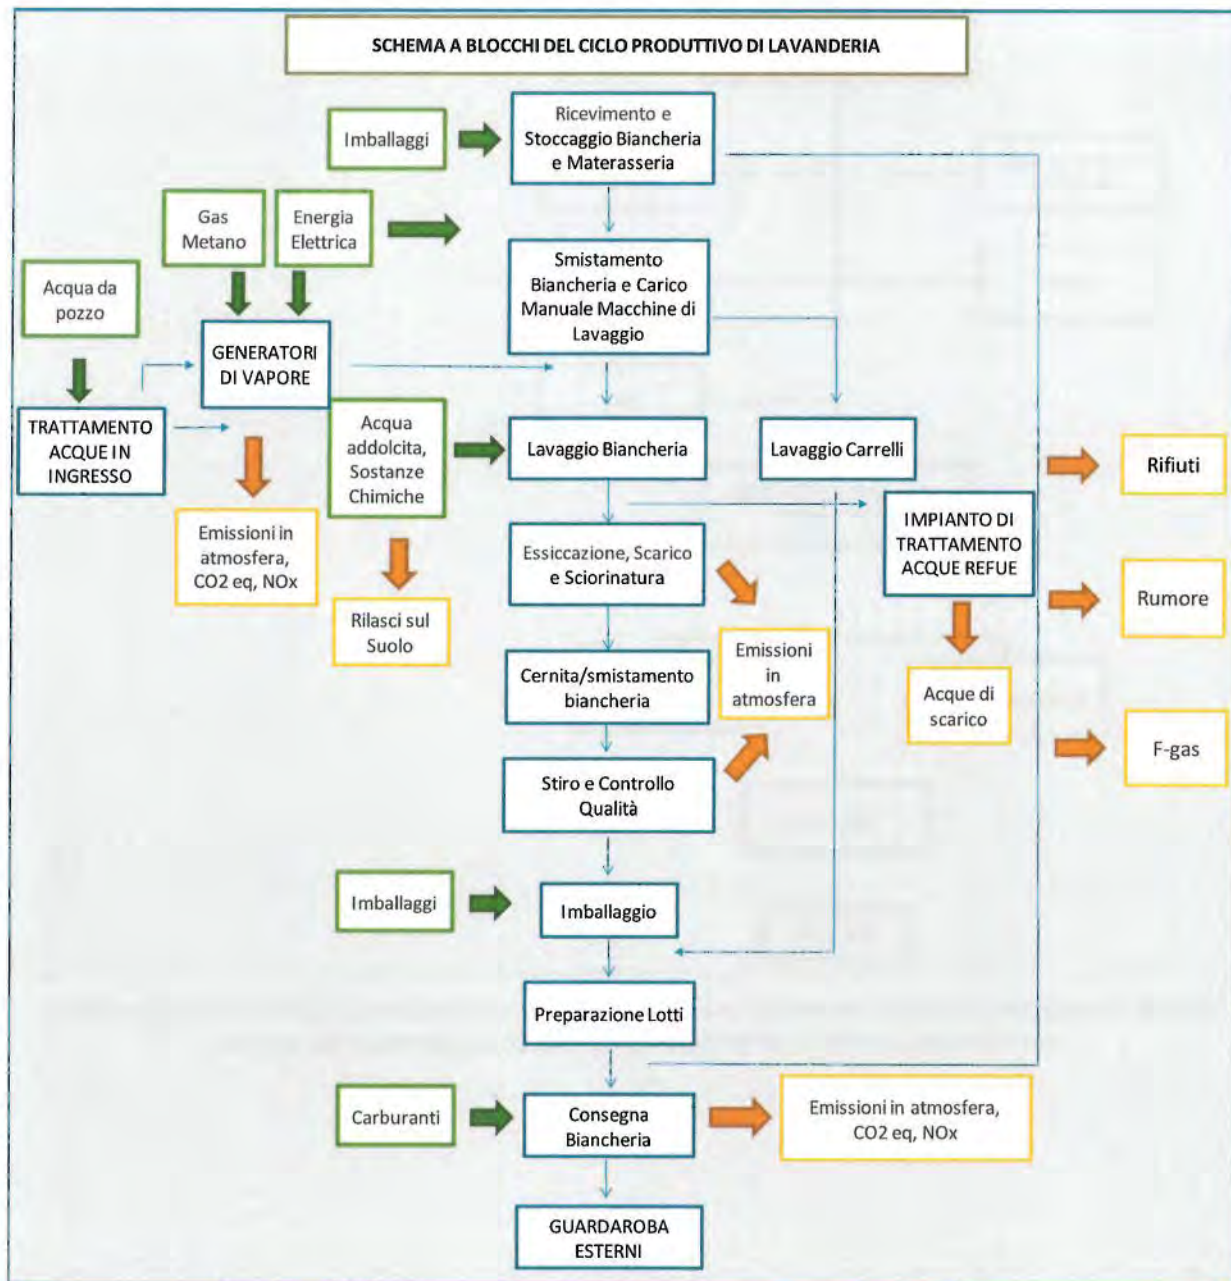 SCHEMA A BLOCCHI DEL CICLO PRODUTTIVO DI LAVANDERIA
Imballaggi
Ricevimento e
Stoccaggio Biancheria
e Materasseria
Gas
Metano
Energia
Elettrica
Smistamento
Biancheria e Carico
Manuale Macchine di
Lavaggio
Acqua da
pozzo
GENERATORI
DI VAPORE
TRATTAMENTO
ACQUE IN
INGRESSO
Acqua
addolcita,
Sostanze
Chimiche
Lavaggio Biancheria
Lavaggio Carrelli
Rifiuti
Emissioni in
atmosfera,
CO2 eq, NOx
Essiccazione, Scarico
e Sciorinatura
IMPIANTO DI
TRATTAMENTO
ACQUE REFUE
Rumore
Rilasci sul
Suolo
Cernita/smistamento
biancheria
Emissioni
in
atmosfera
Acque di
scarico
F-gas
Stiro e Controllo
Qualità
Imballaggi
Imballaggio
Preparazione Lotti
Carburanti
Consegna
Biancheria
Emissioni in atmosfera,
CO2 eq, NOx
GUARDAROBA
ESTERNI